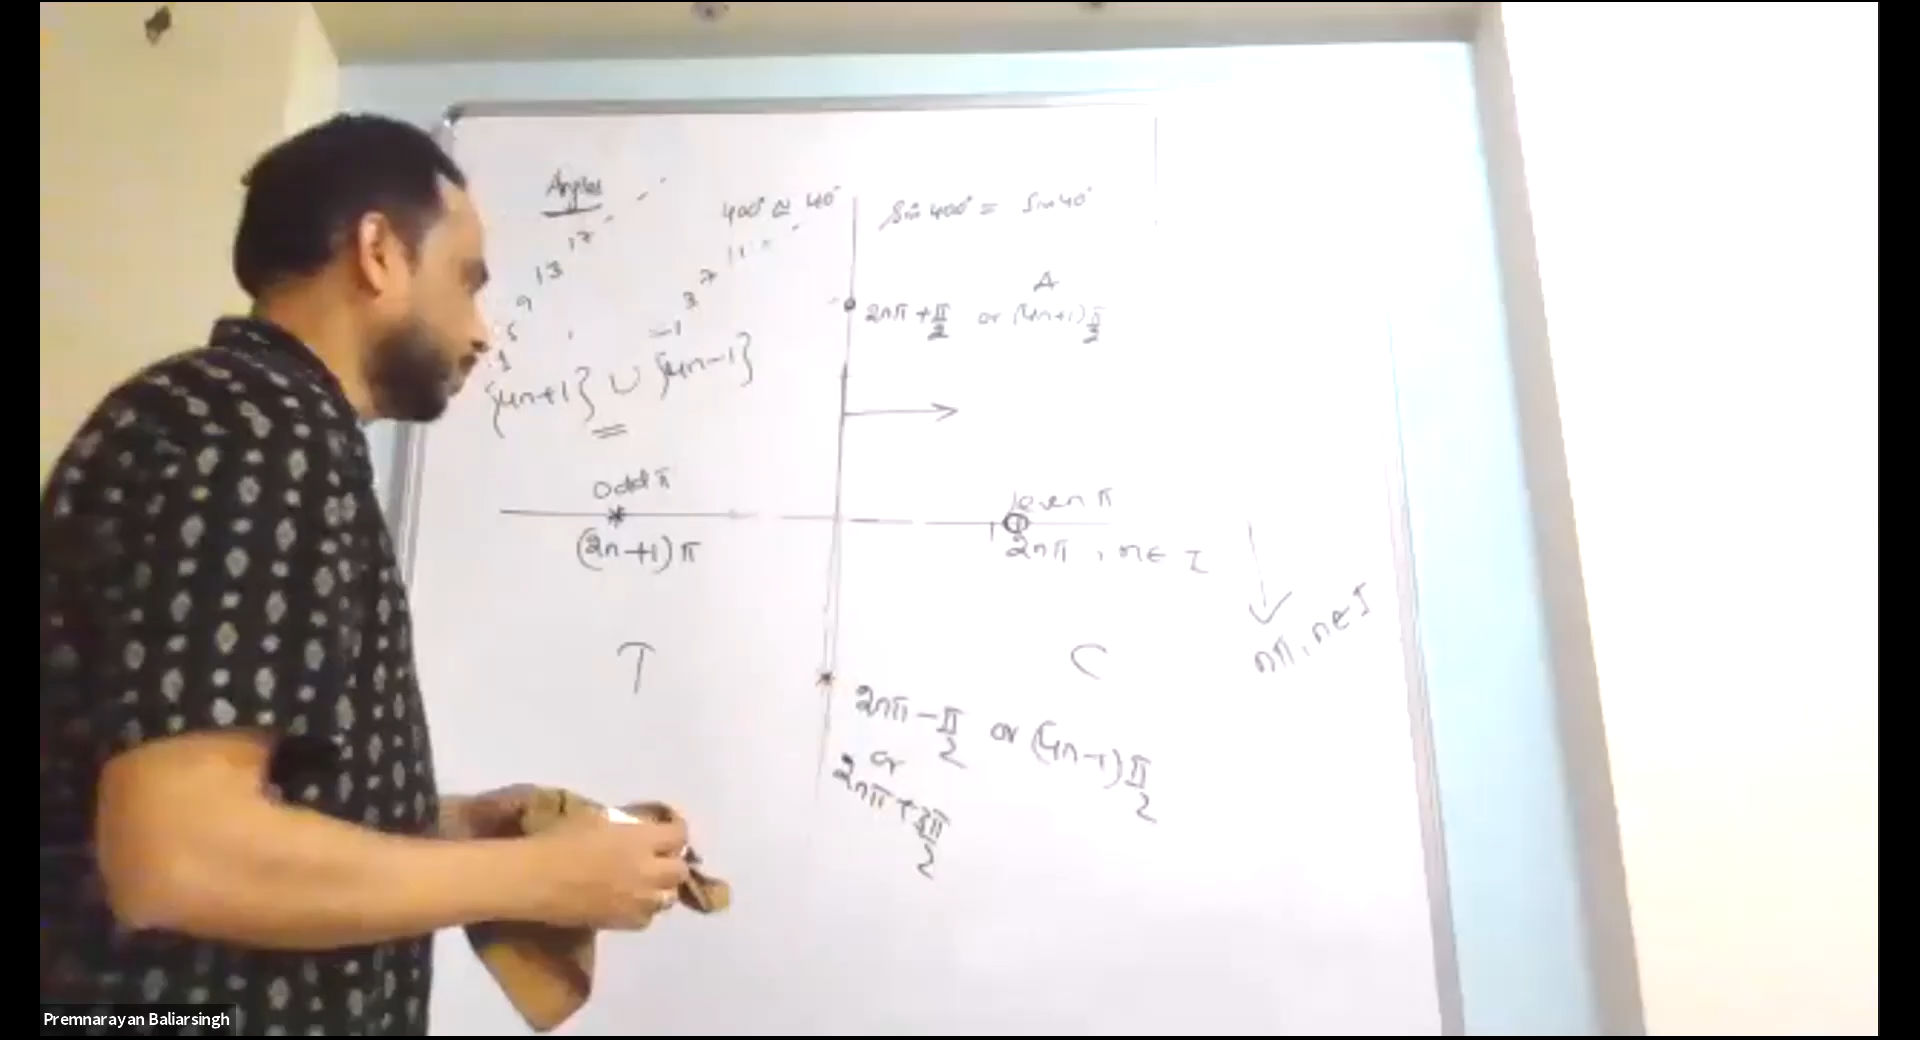 Angles
400° ≅ 40°
Sin 400° = Sin 40°
1 5 9 13 17
-1 3 7 11
{4n+1} ∪ {4n-1}
A
2nπ + π/2 or (4n+1)π/2
odd π
(2n+1)π
even π
2nπ, n ∈ I
nπ, n ∈ I
T
C
2nπ - π/2 or (4n-1)π/2
or
2nπ + 3π/2
Premnarayan Baliarsingh